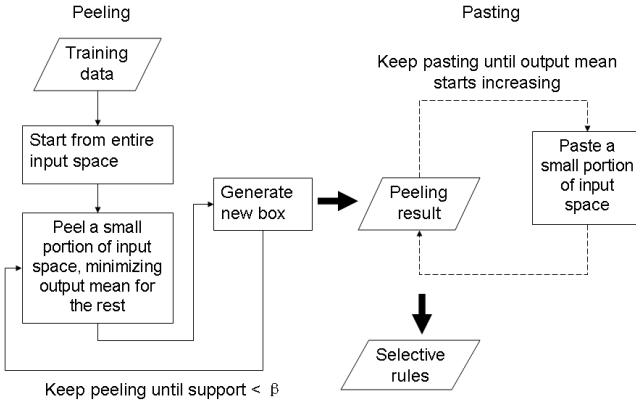 Peeling
Training
data
Start from entire
input space
Peel a small
portion of input
space, minimizing
output mean for
the rest
Generate
new box
Keep peeling until support < β
Pasting
Keep pasting until output mean
starts increasing
Peeling
result
Paste a
small portion
of input
space
Selective
rules